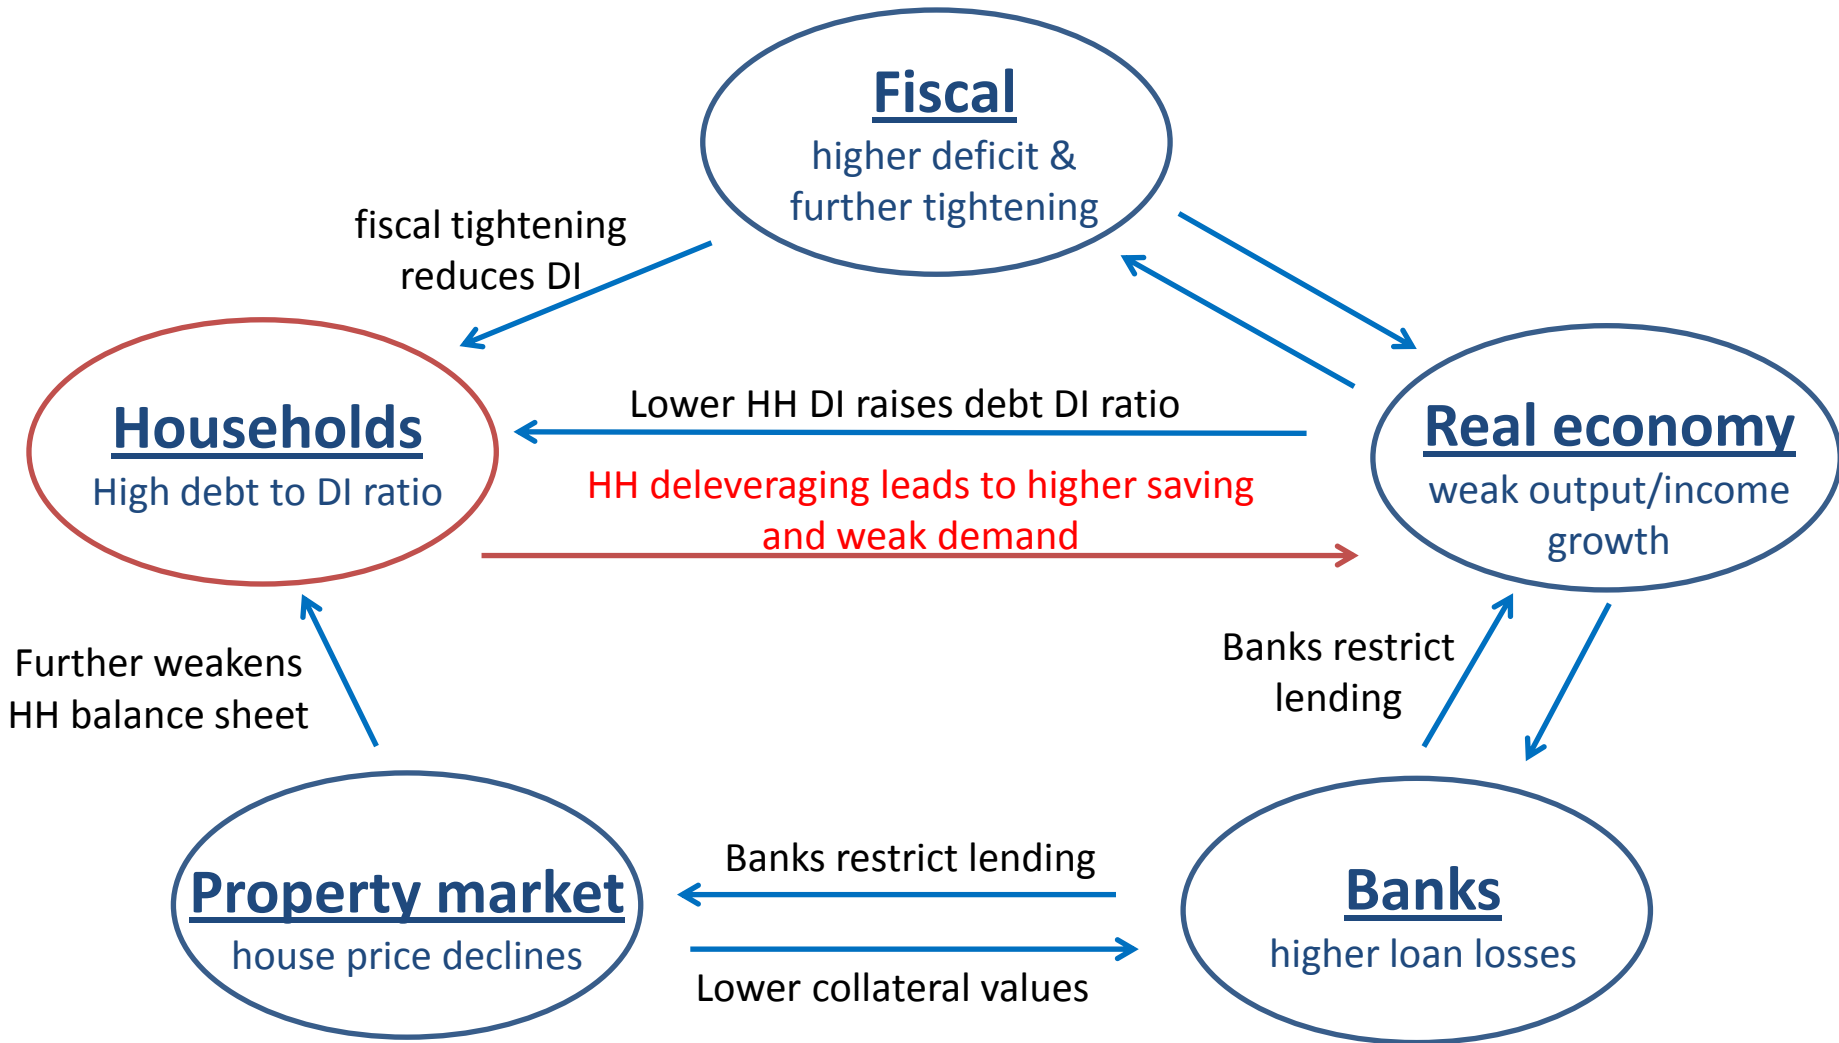 Fiscal
higher deficit &
further tightening
fiscal tightening
reduces DI
Households
High debt to DI ratio
Lower HH DI raises debt DI ratio
HH deleveraging leads to higher saving
and weak demand
Real economy
weak output/income
growth
Further weakens
HH balance sheet
Banks restrict
lending
Property market
house price declines
Banks restrict lending
Lower collateral values
Banks
higher loan losses